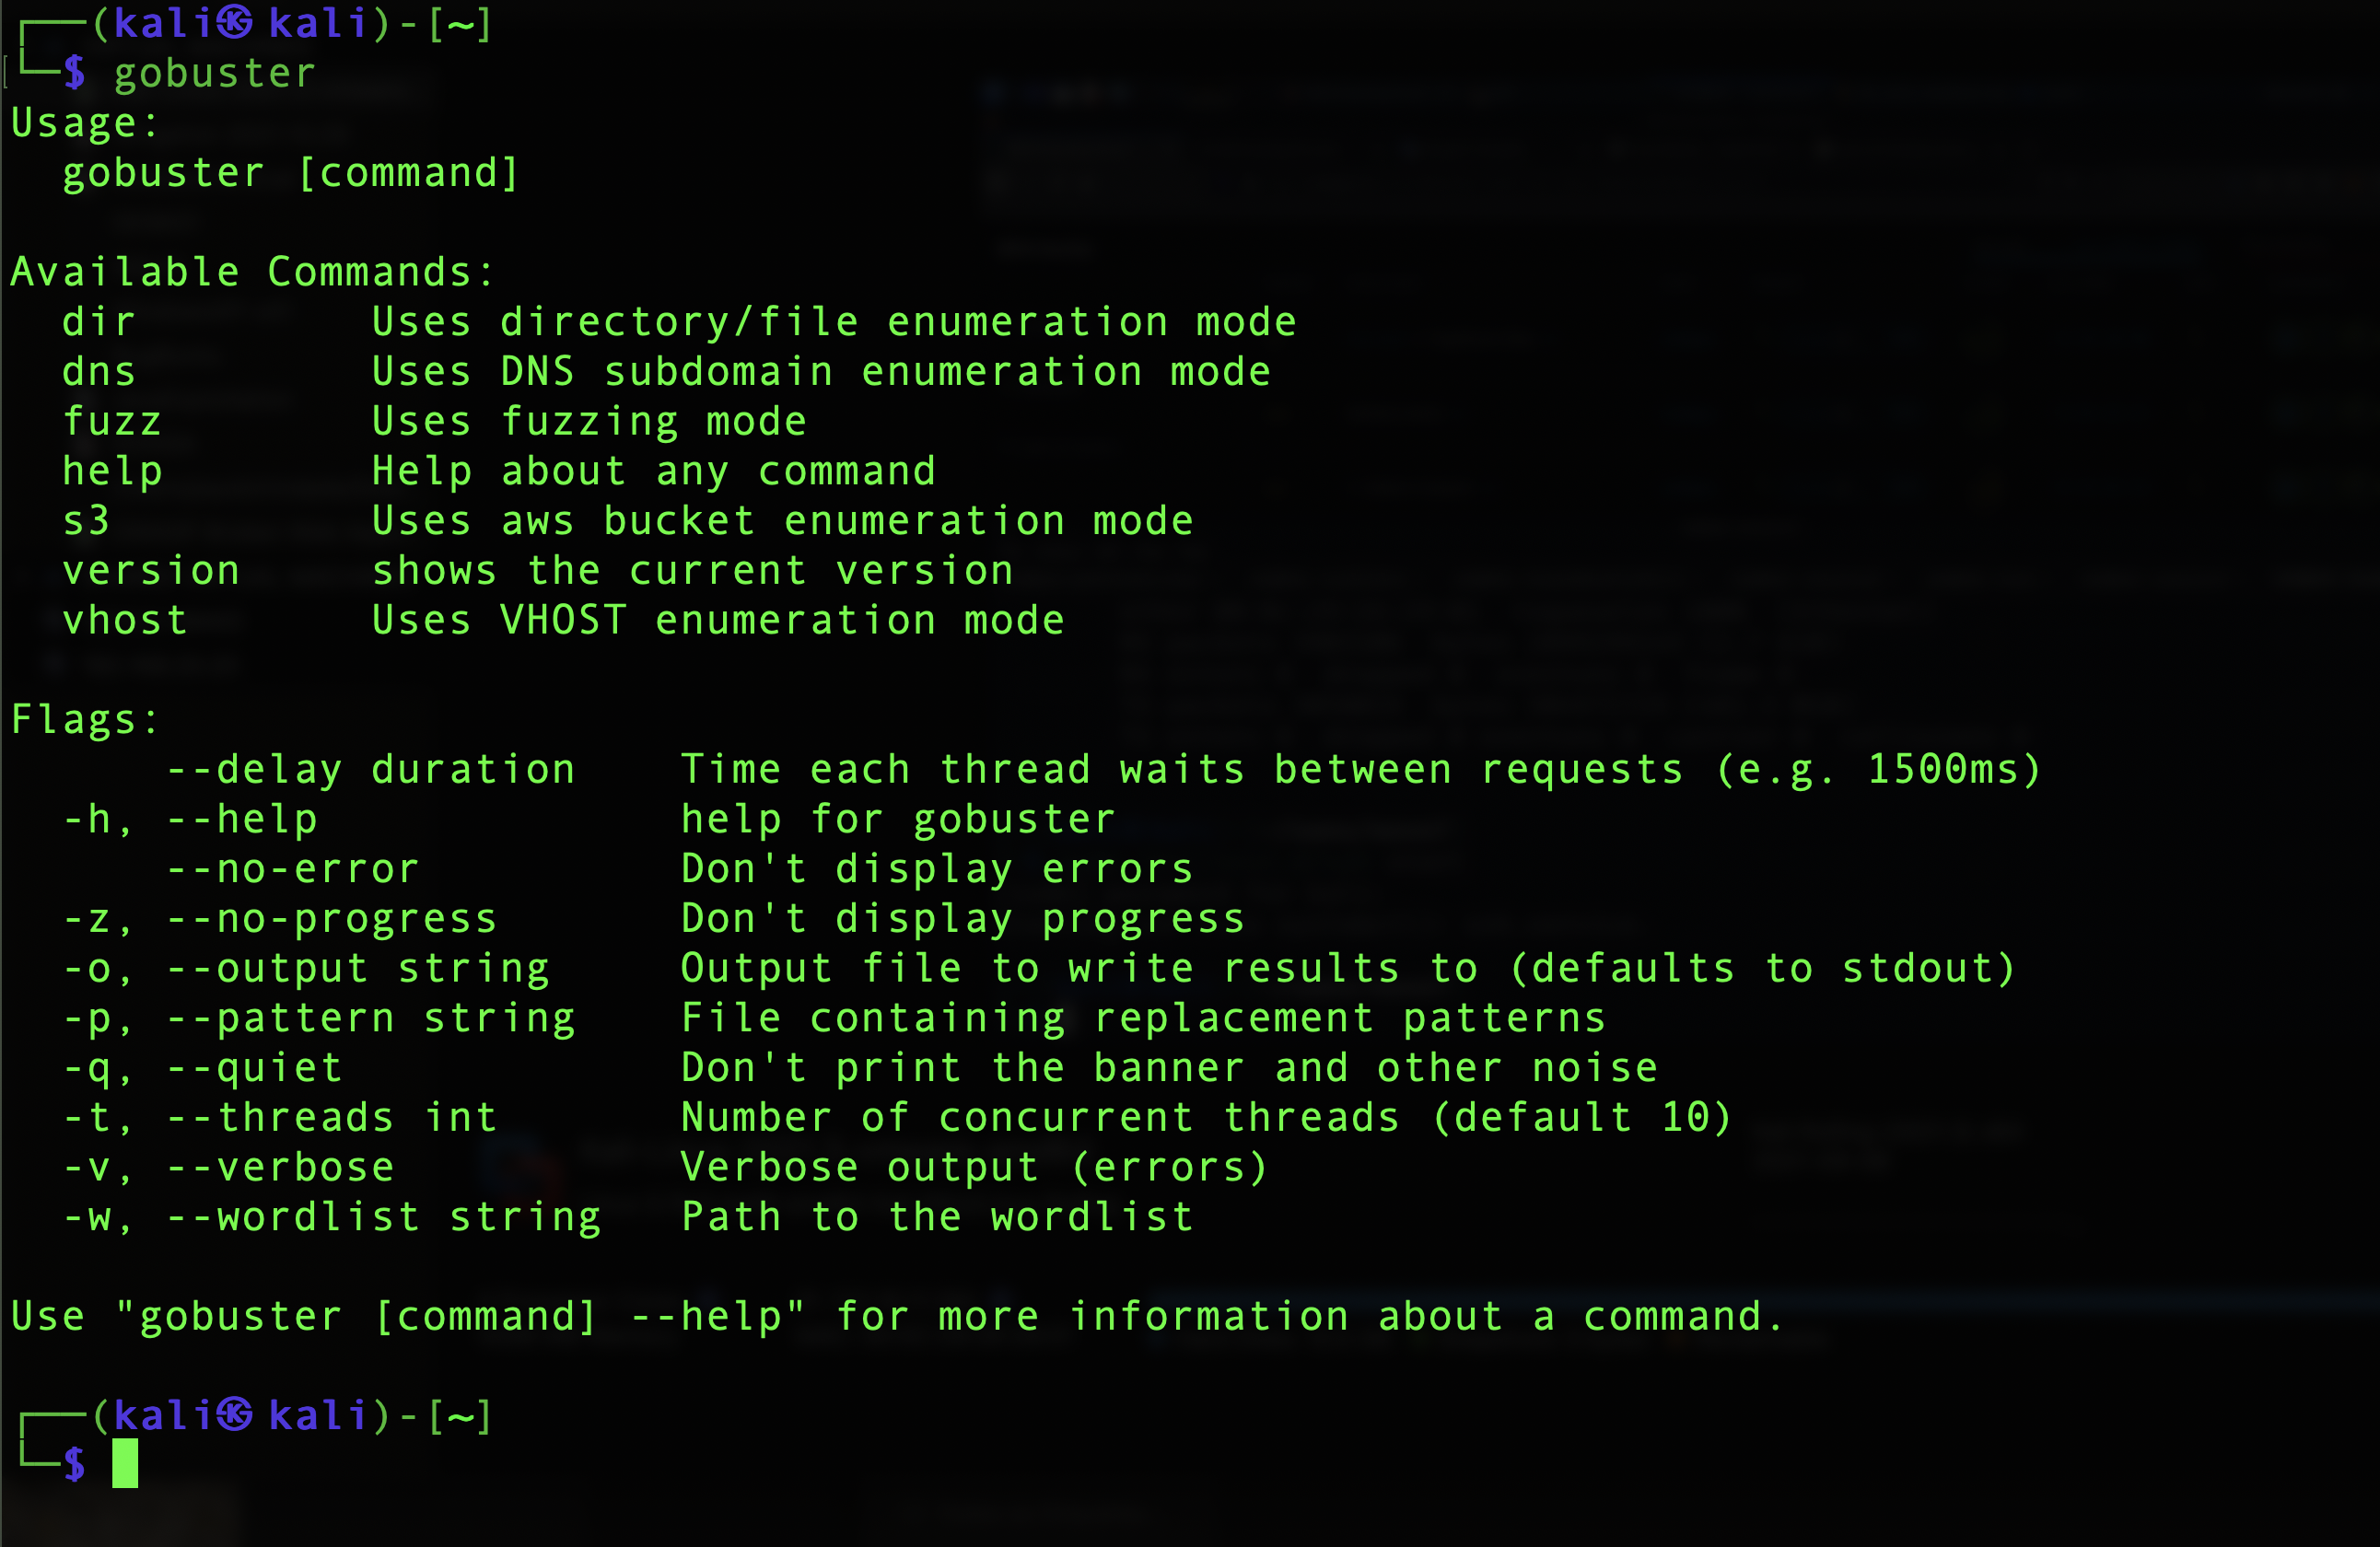 ┌──(kali㉿kali)-[~]
└─$ gobuster
Usage:
  gobuster [command]

Available Commands:
  dir         Uses directory/file enumeration mode
  dns         Uses DNS subdomain enumeration mode
  fuzz        Uses fuzzing mode
  help        Help about any command
  s3          Uses aws bucket enumeration mode
  version     shows the current version
  vhost       Uses VHOST enumeration mode

Flags:
      --delay duration    Time each thread waits between requests (e.g. 1500ms)
  -h, --help              help for gobuster
      --no-error          Don't display errors
  -z, --no-progress       Don't display progress
  -o, --output string     Output file to write results to (defaults to stdout)
  -p, --pattern string    File containing replacement patterns
  -q, --quiet             Don't print the banner and other noise
  -t, --threads int       Number of concurrent threads (default 10)
  -v, --verbose           Verbose output (errors)
  -w, --wordlist string   Path to the wordlist

Use "gobuster [command] --help" for more information about a command.

┌──(kali㉿kali)-[~]
└─$